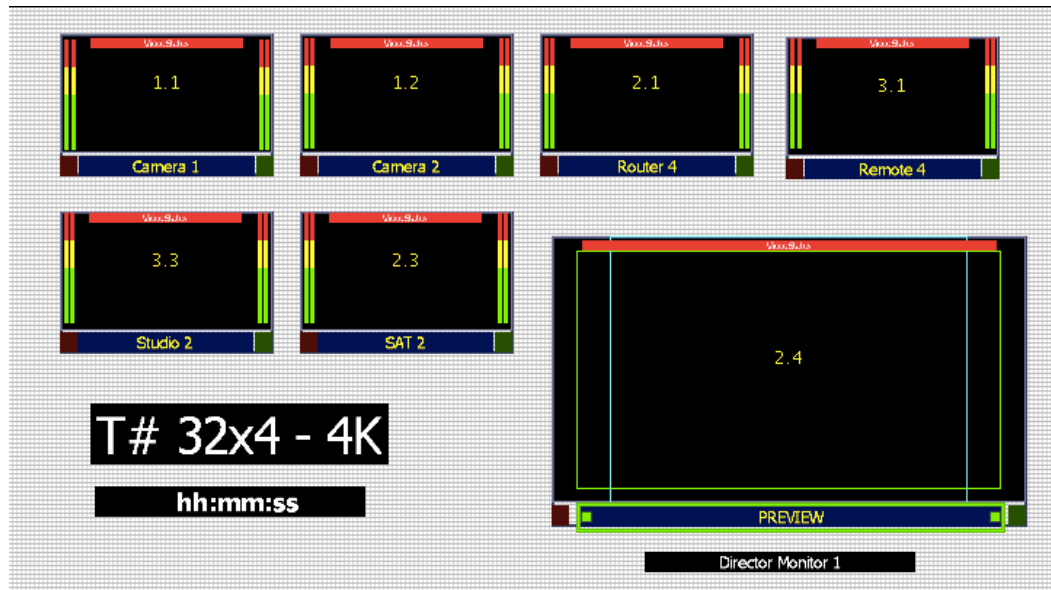 1.1
Camera 1
1.2
Camera 2
2.1
Router 4
3.1
Remote 4
3.3
Studio 2
2.3
SAT 2
2.4
PREVIEW
T# 32x4 - 4K
hh:mm:ss
Director Monitor 1